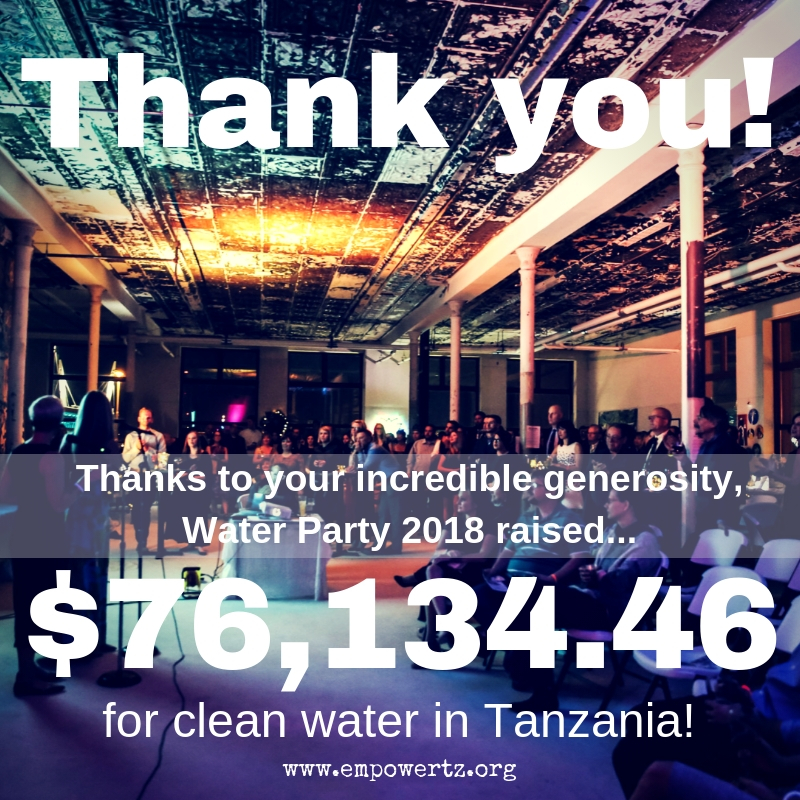 Thank you!
Thanks to your incredible generosity,
Water Party 2018 raised...
$76,134.46
for clean water in Tanzania!
www.empowertz.org